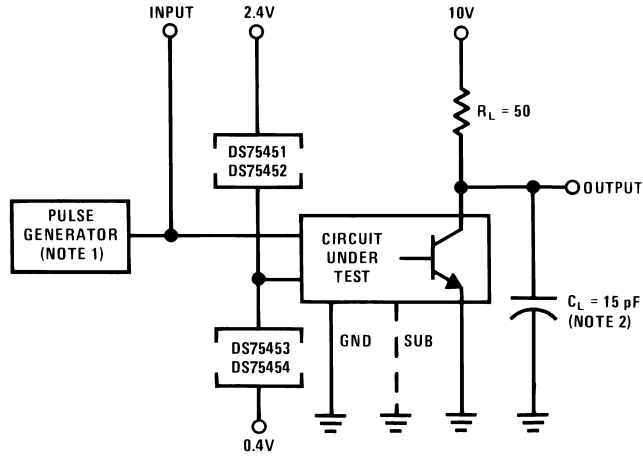 INPUT
2.4V
10V
R_L = 50
DS75451
DS75452
OUTPUT
PULSE
GENERATOR
(NOTE 1)
CIRCUIT
UNDER
TEST
C_L = 15 pF
(NOTE 2)
GND
SUB
DS75453
DS75454
0.4V